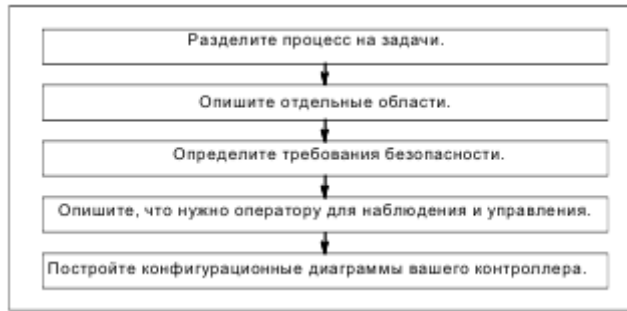 Разделите процесс на задачи.
Опишите отдельные области.
Определите требования безопасности.
Опишите, что нужно оператору для наблюдения и управления.
Постройте конфигурационные диаграммы вашего контроллера.